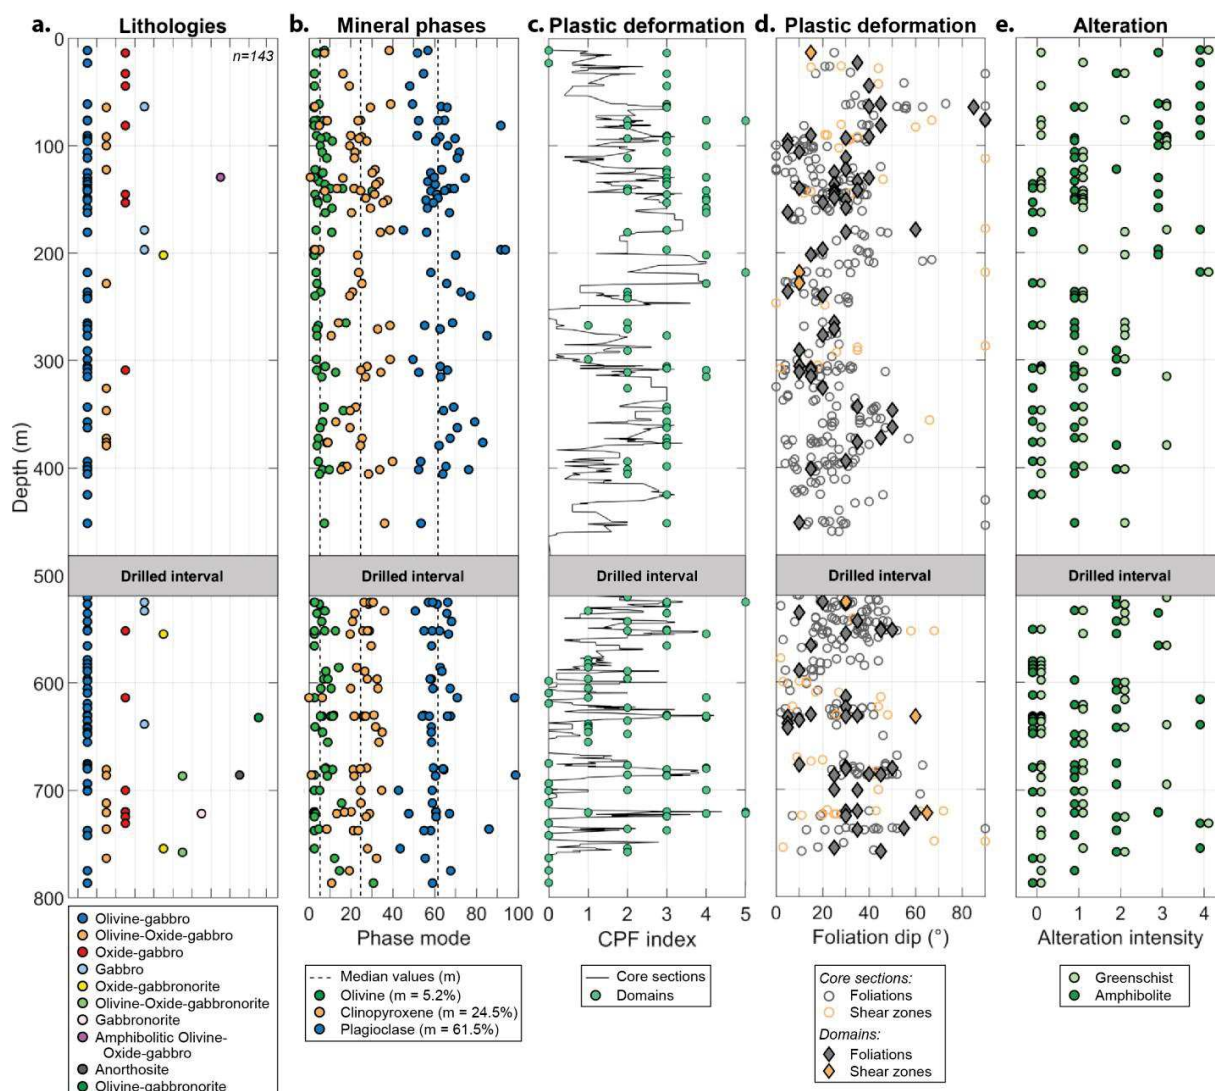 a. Lithologies
b. Mineral phases
c. Plastic deformation
d. Plastic deformation
e. Alteration
n=143
Depth (m)
0
100
200
300
400
500
600
700
800
Drilled interval
Drilled interval
Drilled interval
Drilled interval
Drilled interval
0 20 40 60 80 100
Phase mode
0 1 2 3 4 5
CPF index
0 20 40 60 80
Foliation dip (°)
0 1 2 3 4
Alteration intensity
Olivine-gabbro
Olivine-Oxide-gabbro
Oxide-gabbro
Gabbro
Oxide-gabbronorite
Olivine-Oxide-gabbronorite
Gabbronorite
Amphibolitic Olivine-
Oxide-gabbro
Anorthosite
Olivine-gabbronorite
Median values (m)
Olivine (m = 5.2%)
Clinopyroxene (m = 24.5%)
Plagioclase (m = 61.5%)
Core sections
Domains
Core sections:
Foliations
Shear zones
Domains:
Foliations
Shear zones
Greenschist
Amphibolite